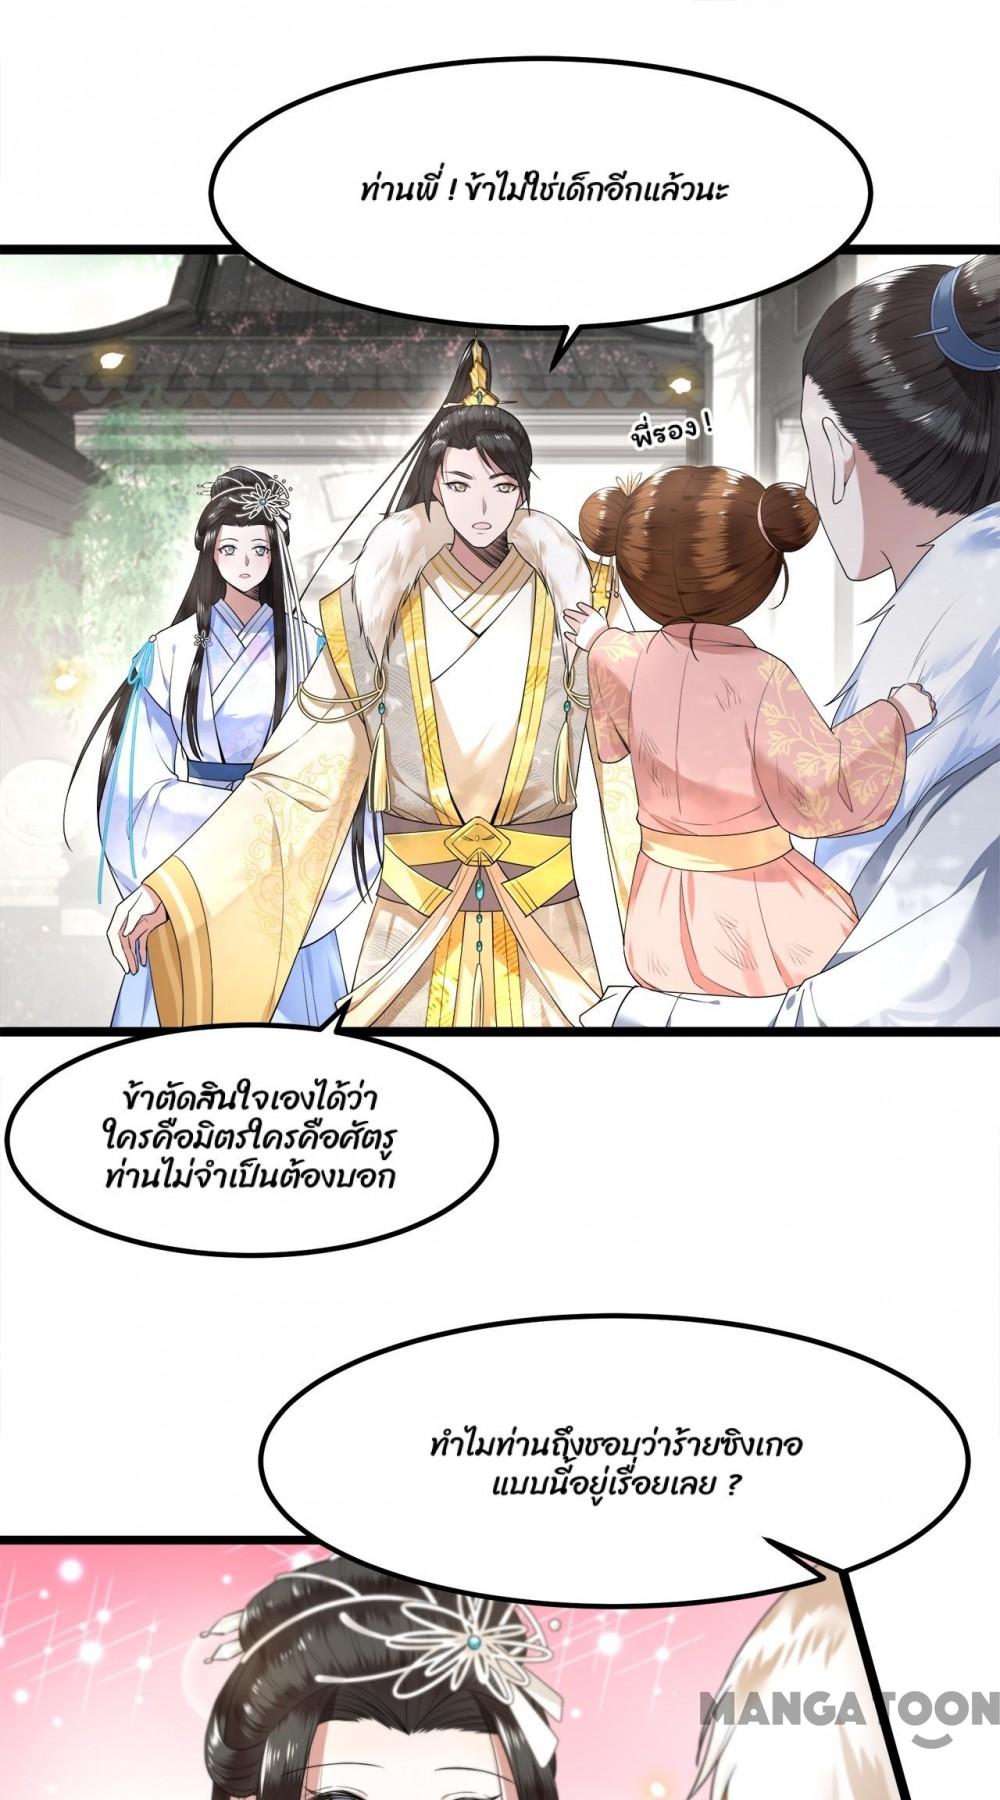 ท่านพี่ ! ข้าไม่ใช่เด็กอีกแล้วนะ
พี่รอง !
ข้าตัดสินใจเองได้ว่า
ใครคือมิตรใครคือศัตรู
ท่านไม่จำเป็นต้องบอก
ทำไมท่านถึงชอบว่าร้ายซิงเกอ
แบบนี้อยู่เรื่อยเลย ?
MANGATOON